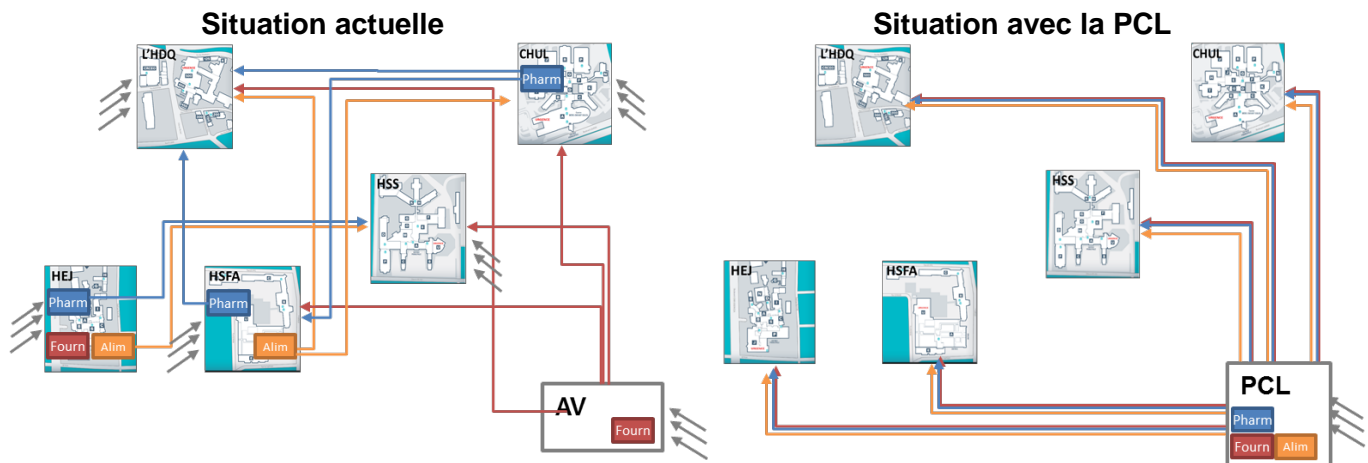 Situation actuelle
L'HDQ
CHUL
Pharm
HSS
HEJ
Pharm
Fourn
Alim
HSFA
Pharm
Alim
AV
Fourn
Situation avec la PCL
L'HDQ
CHUL
HSS
HEJ
HSFA
PCL
Pharm
Fourn
Alim